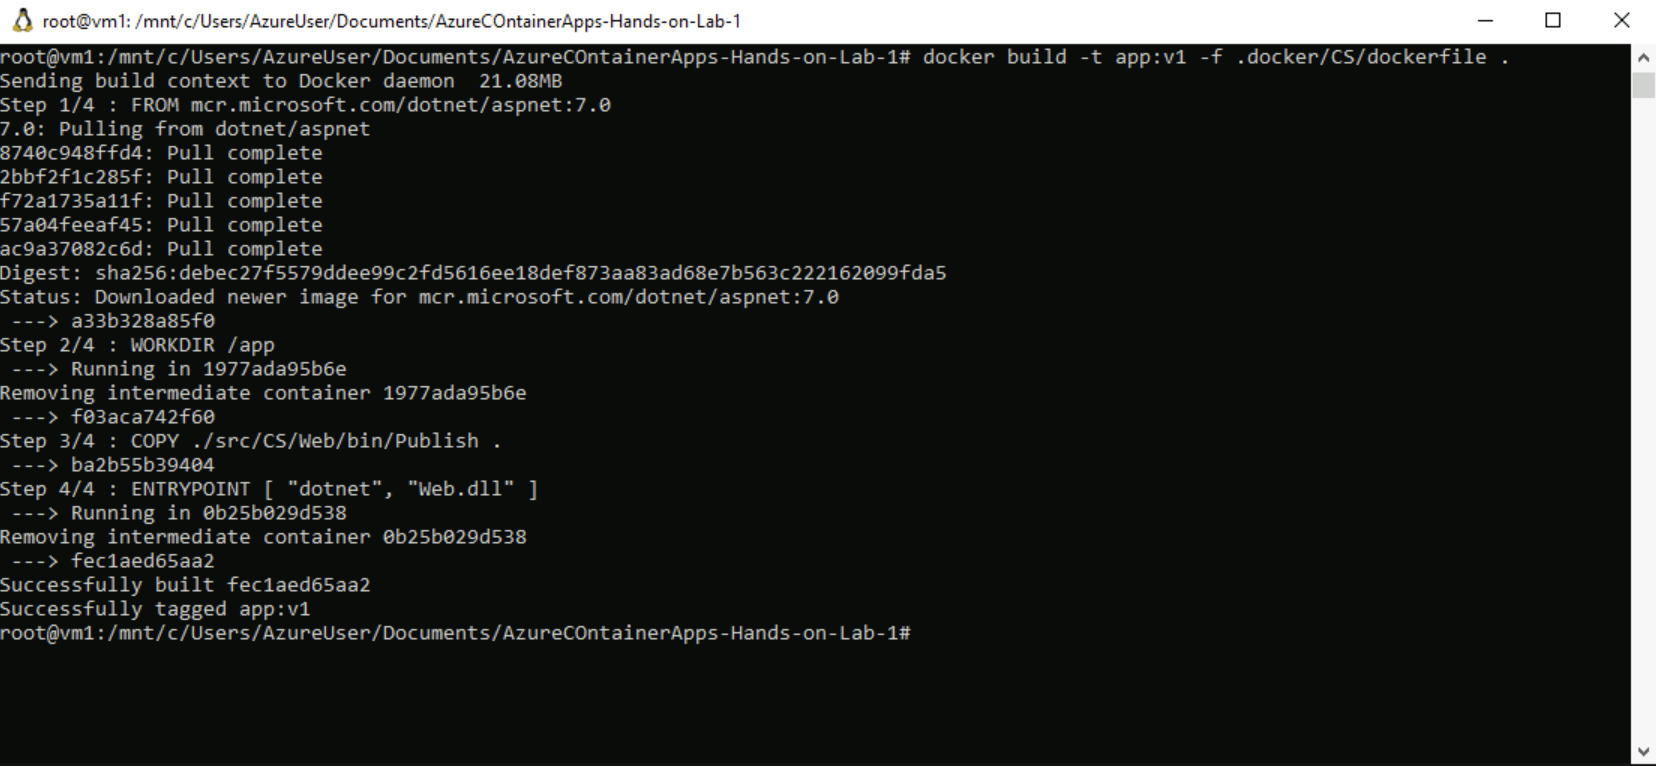 root@vm1: /mnt/c/Users/AzureUser/Documents/AzureCOntainerApps-Hands-on-Lab-1
root@vm1:/mnt/c/Users/AzureUser/Documents/AzureCOntainerApps-Hands-on-Lab-1# docker build -t app:v1 -f .docker/CS/dockerfile .
Sending build context to Docker daemon  21.08MB
Step 1/4 : FROM mcr.microsoft.com/dotnet/aspnet:7.0
7.0: Pulling from dotnet/aspnet
8740c948ffd4: Pull complete
2bbf2f1c285f: Pull complete
f72a1735a11f: Pull complete
57a04feeaf45: Pull complete
ac9a37082c6d: Pull complete
Digest: sha256:debec27f5579ddee99c2fd5616ee18def873aa83ad68e7b563c222162099fda5
Status: Downloaded newer image for mcr.microsoft.com/dotnet/aspnet:7.0
 ---> a33b328a85f0
Step 2/4 : WORKDIR /app
 ---> Running in 1977ada95b6e
Removing intermediate container 1977ada95b6e
 ---> f03aca742f60
Step 3/4 : COPY ./src/CS/Web/bin/Publish .
 ---> ba2b55b39404
Step 4/4 : ENTRYPOINT [ "dotnet", "Web.dll" ]
 ---> Running in 0b25b029d538
Removing intermediate container 0b25b029d538
 ---> fec1aed65aa2
Successfully built fec1aed65aa2
Successfully tagged app:v1
root@vm1:/mnt/c/Users/AzureUser/Documents/AzureCOntainerApps-Hands-on-Lab-1#